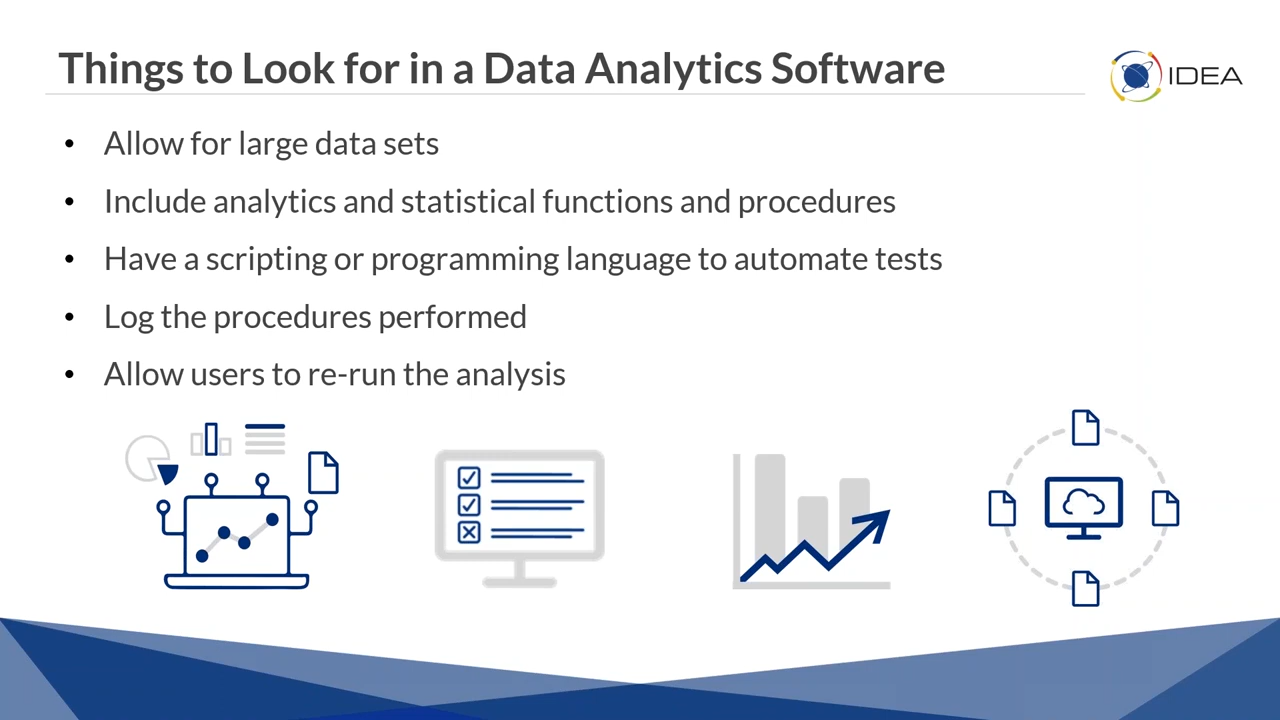 Things to Look for in a Data Analytics Software
IDEA
• Allow for large data sets
• Include analytics and statistical functions and procedures
• Have a scripting or programming language to automate tests
• Log the procedures performed
• Allow users to re-run the analysis